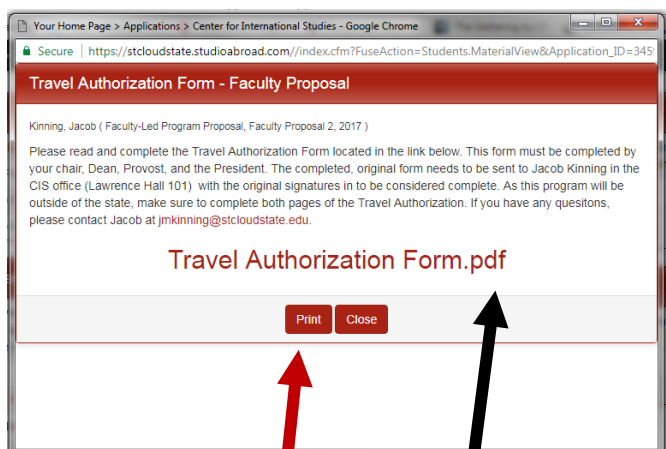 Your Home Page > Applications > Center for International Studies - Google Chrome
Secure | https://stcloudstate.studioabroad.com//index.cfm?FuseAction=Students.MaterialView&Application_ID=345
Travel Authorization Form - Faculty Proposal
Kinning, Jacob ( Faculty-Led Program Proposal, Faculty Proposal 2, 2017 )
Please read and complete the Travel Authorization Form located in the link below. This form must be completed by
your chair, Dean, Provost, and the President. The completed, original form needs to be sent to Jacob Kinning in the
CIS office (Lawrence Hall 101) with the original signatures in to be considered complete. As this program will be
outside of the state, make sure to complete both pages of the Travel Authorization. If you have any quesitons,
please contact Jacob at jmkinning@stcloudstate.edu.
Travel Authorization Form.pdf
Print Close